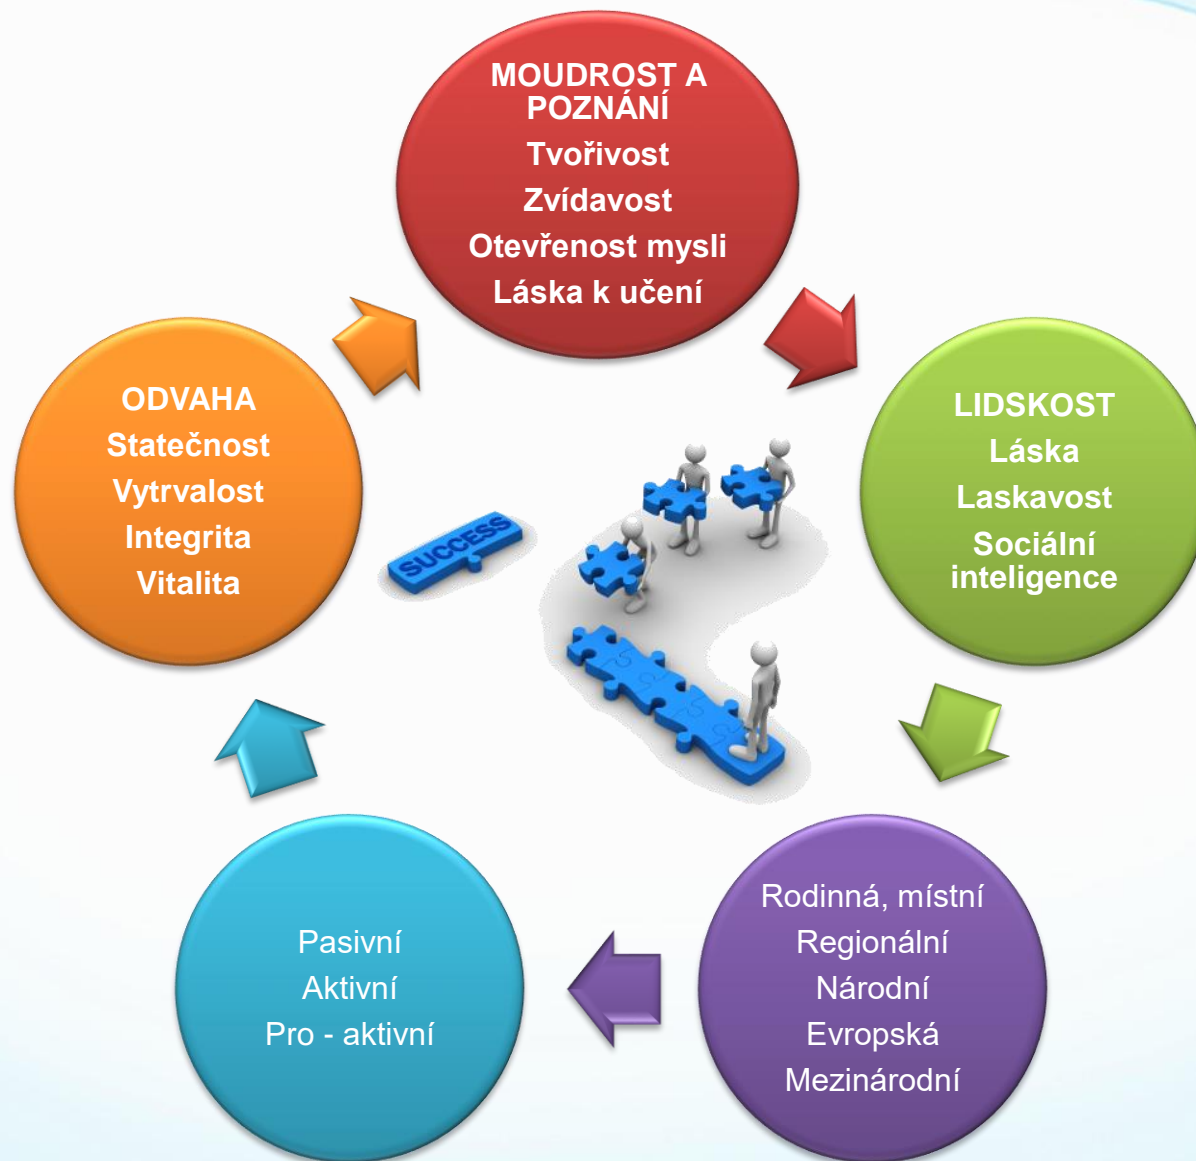 MOUDROST A
POZNÁNÍ
Tvořivost
Zvídavost
Otevřenost mysli
Láska k učení
LIDSKOST
Láska
Laskavost
Sociální
inteligence
Rodinná, místní
Regionální
Národní
Evropská
Mezinárodní
Pasivní
Aktivní
Pro - aktivní
ODVAHA
Statečnost
Vytrvalost
Integrita
Vitalita
SUCCESS